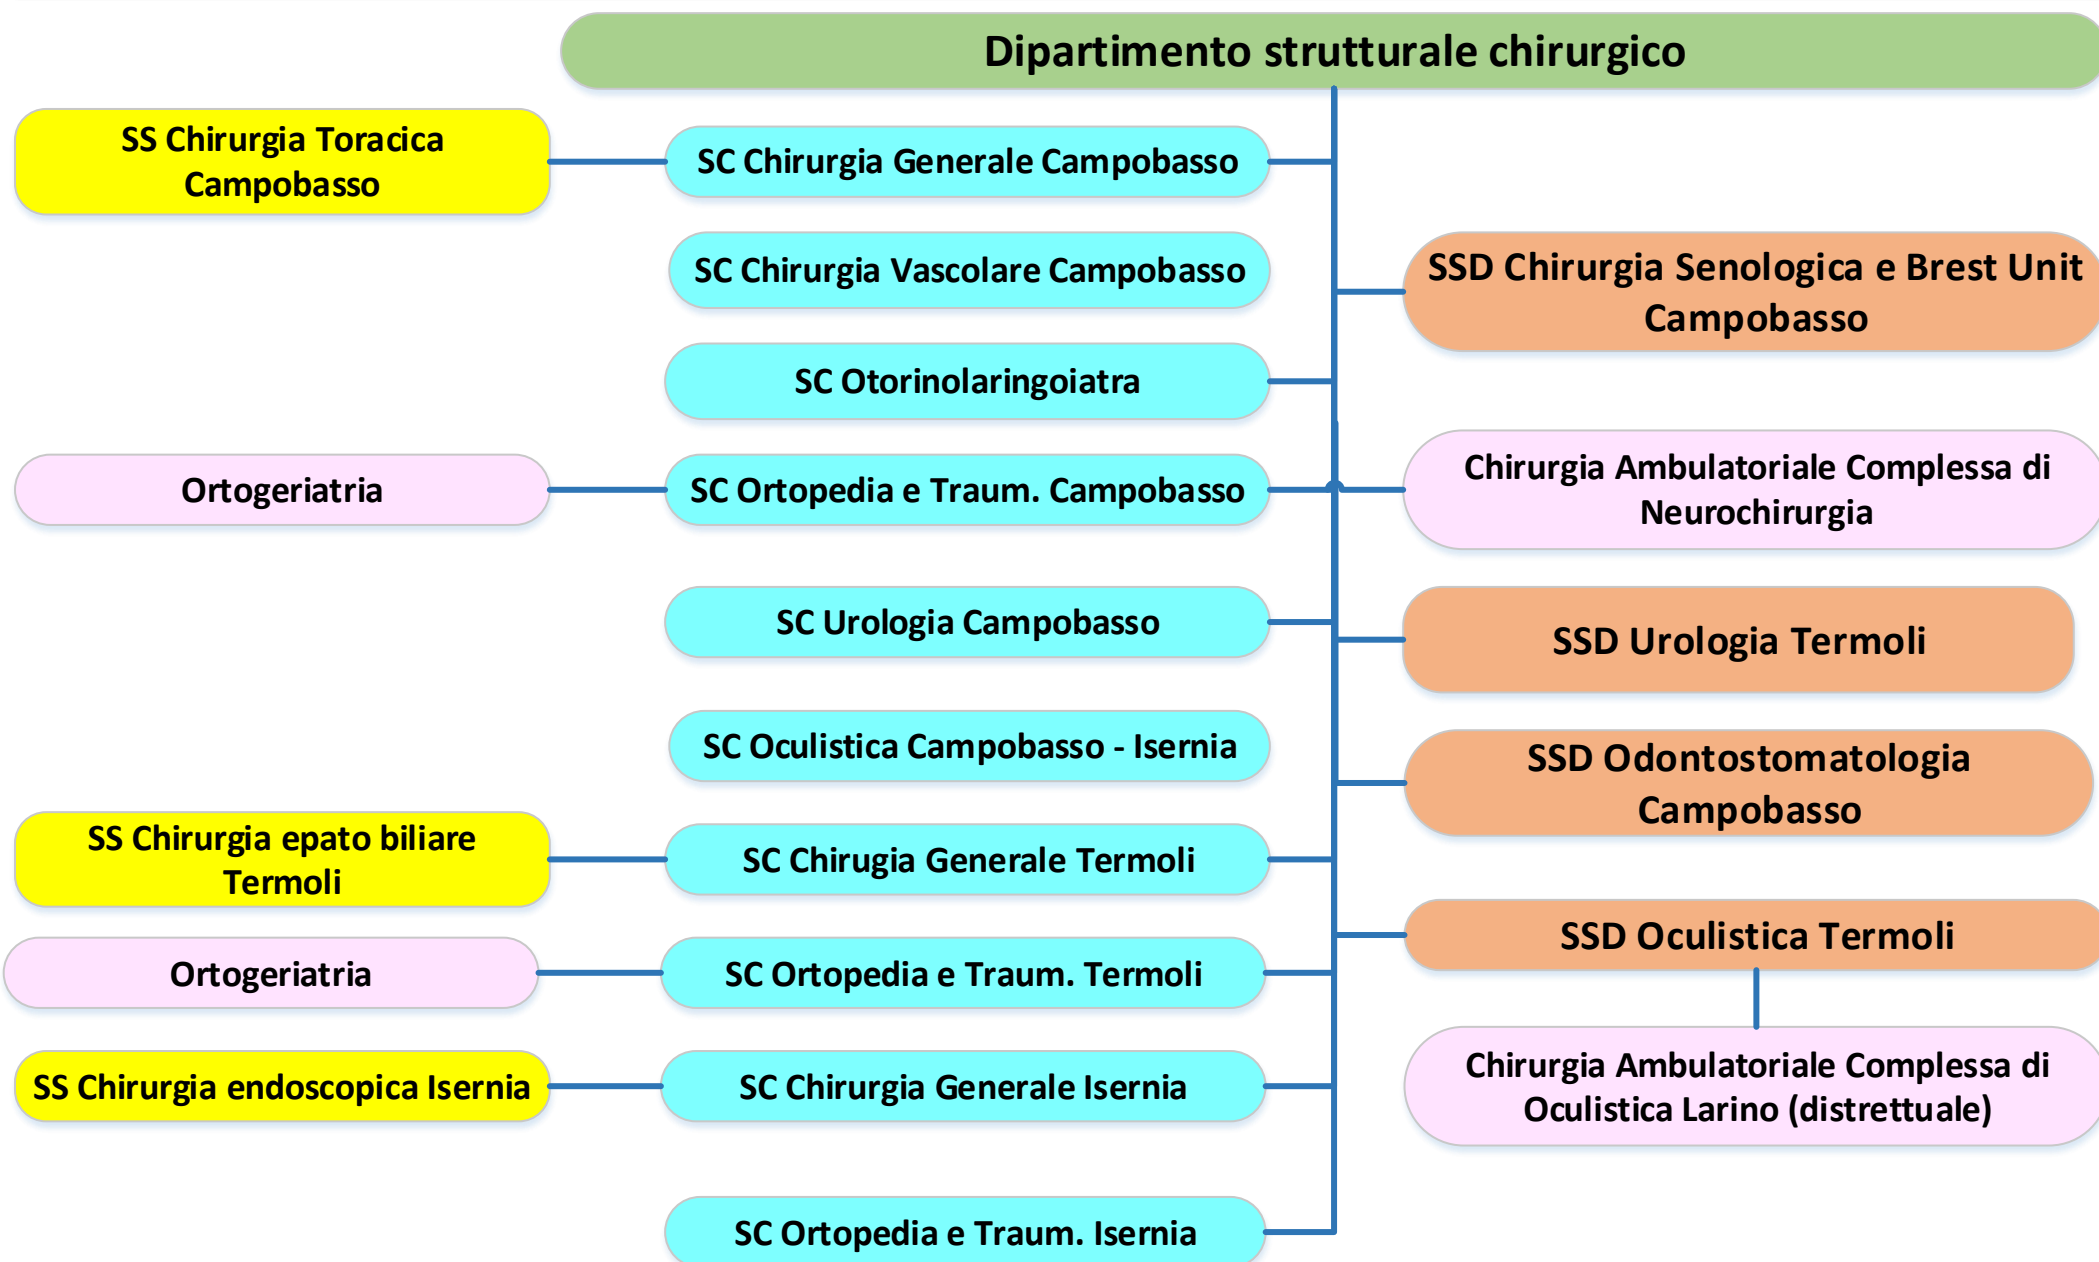 Dipartimento strutturale chirurgico
SS Chirurgia Toracica
Campobasso
SC Chirurgia Generale Campobasso
SC Chirurgia Vascolare Campobasso
SSD Chirurgia Senologica e Brest Unit
Campobasso
SC Otorinolaringoiatra
Ortogeriatria
SC Ortopedia e Traum. Campobasso
Chirurgia Ambulatoriale Complessa di
Neurochirurgia
SC Urologia Campobasso
SSD Urologia Termoli
SC Oculistica Campobasso - Isernia
SSD Odontostomatologia
Campobasso
SS Chirurgia epato biliare
Termoli
SC Chirugia Generale Termoli
SSD Oculistica Termoli
Ortogeriatria
SC Ortopedia e Traum. Termoli
SS Chirurgia endoscopica Isernia
SC Chirurgia Generale Isernia
Chirurgia Ambulatoriale Complessa di
Oculistica Larino (distrettuale)
SC Ortopedia e Traum. Isernia